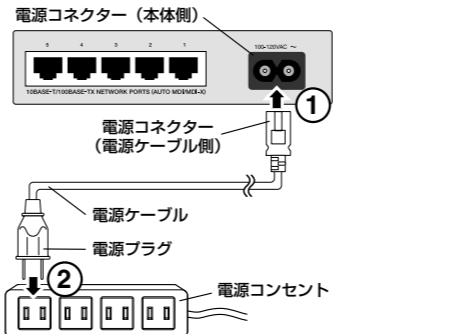 電源コネクター（本体側）
5 4 3 2 1
100-120VAC ～
10BASE-T/100BASE-TX NETWORK PORTS (AUTO MDI/MDI-X)
①
電源コネクター
（電源ケーブル側）
電源ケーブル
電源プラグ
②
電源コンセント